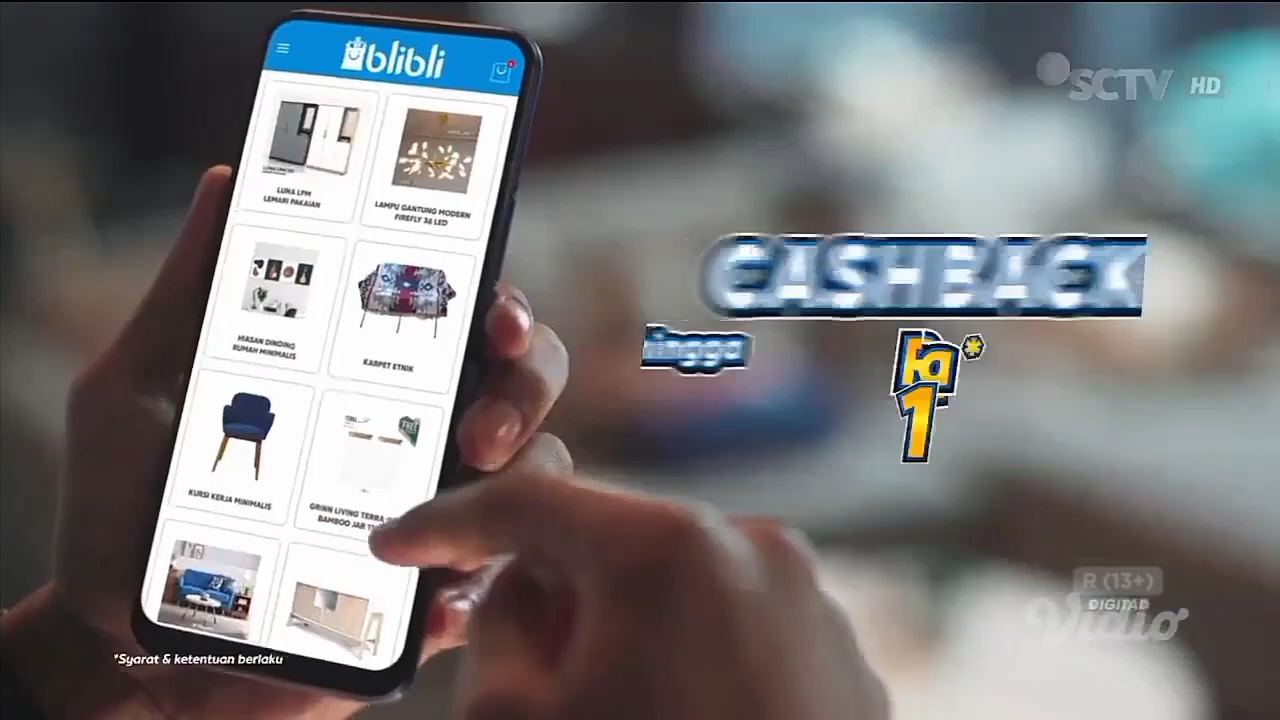 blibli
SCTV HD
LUNA LPM
LEMARI PAKAIAN
LAMPU GANTUNG MODERN
FIREFLY 36 LED
HIASAN DINDING
RUMAH MINIMALIS
KARPET ETNIK
KURSI KERJA MINIMALIS
GRINN LIVING TERRA
BAMBOO JAR
CASHBACK
hingga
1
R (13+)
DIGITAL
Vidio
*Syarat & ketentuan berlaku